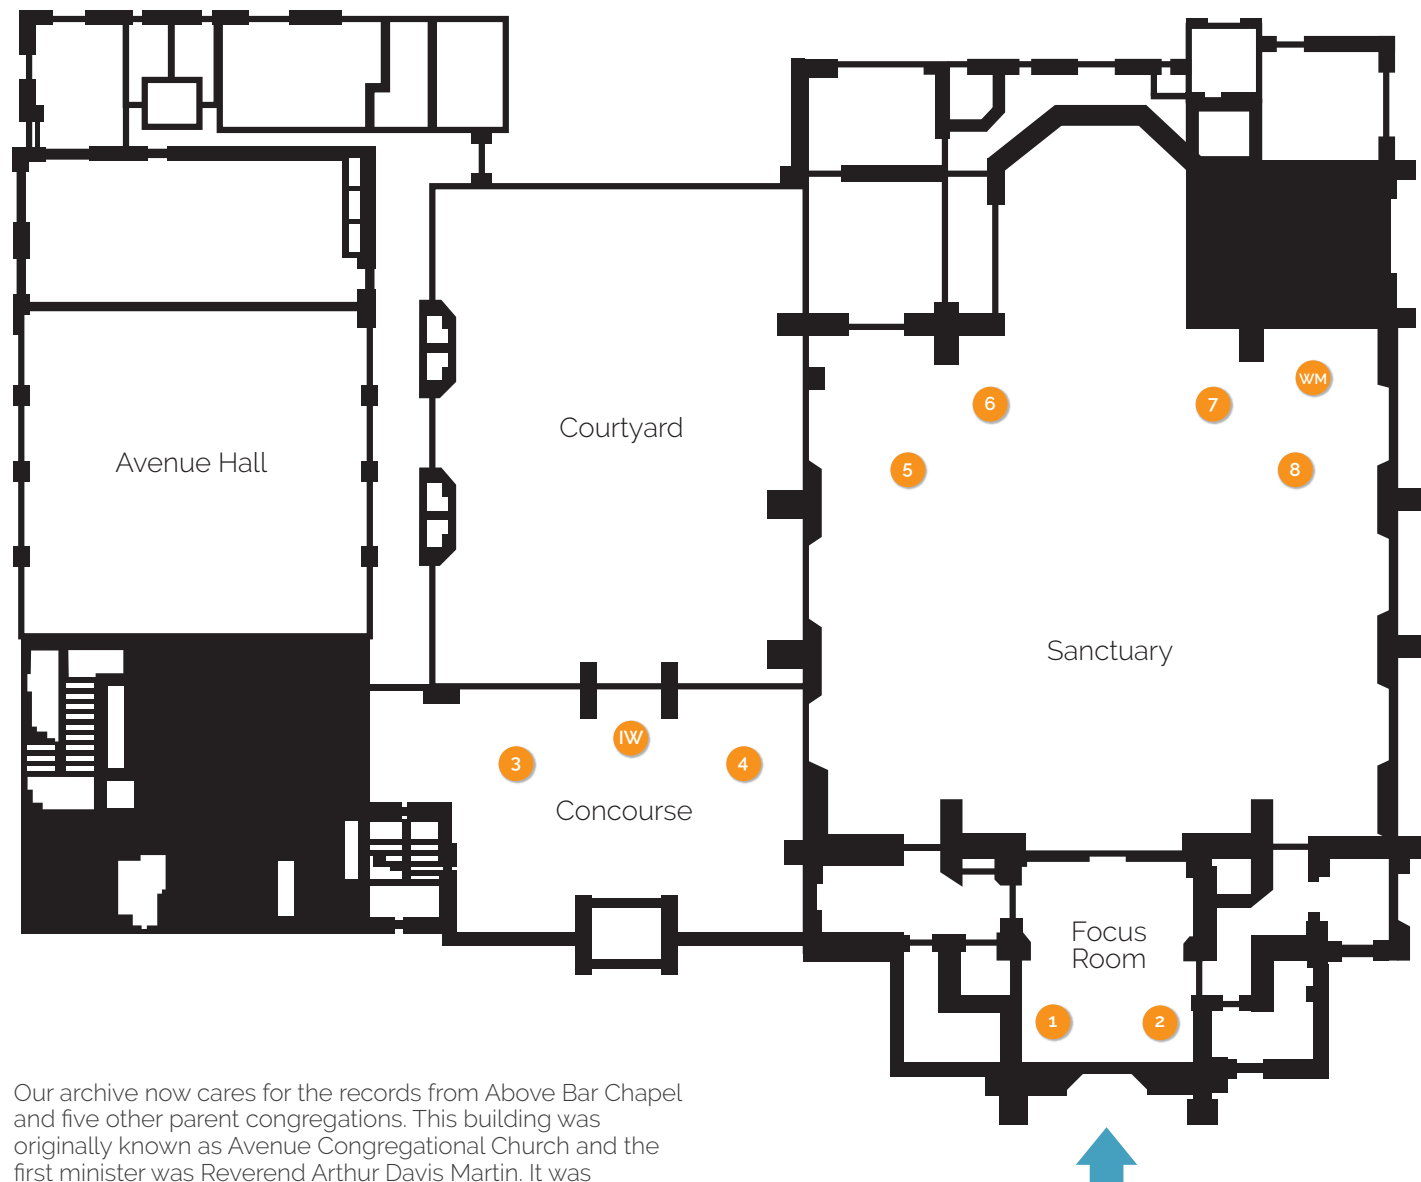 WM
6
7
Courtyard
Avenue Hall
5
8
Sanctuary
IW
3
4
Concourse
Focus
Room
1
2
Our archive now cares for the records from Above Bar Chapel
and five other parent congregations. This building was
originally known as Avenue Congregational Church and the
first minister was Reverend Arthur Davis Martin. It was